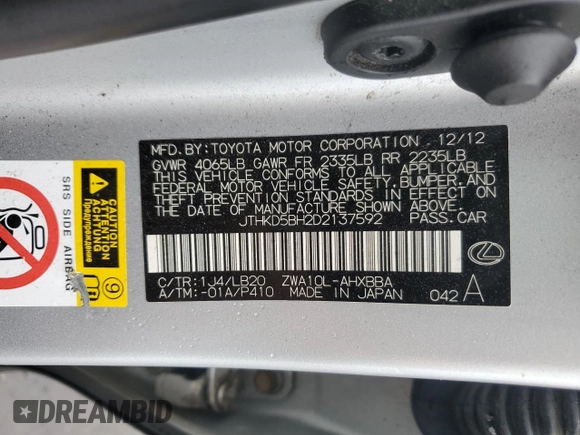 MFD. BY: TOYOTA MOTOR CORPORATION 12/12
GVWR 4065LB GAWR FR 2335LB RR 2235LB
THIS VEHICLE CONFORMS TO ALL APPLICABLE
FEDERAL MOTOR VEHICLE SAFETY, BUMPER, AND
THEFT PREVENTION STANDARDS IN EFFECT ON
THE DATE OF MANUFACTURE SHOWN ABOVE.
JTHKD5BH2D2137592 PASS. CAR
C/TR: 1J4/LB20 ZWA10L-AHXBBA
A/TM: -01A/P410 MADE IN JAPAN 042 A
CAUTION
ATTENTION
ACHTUNG
SRS SIDE AIRBAG
9
DREAMBID